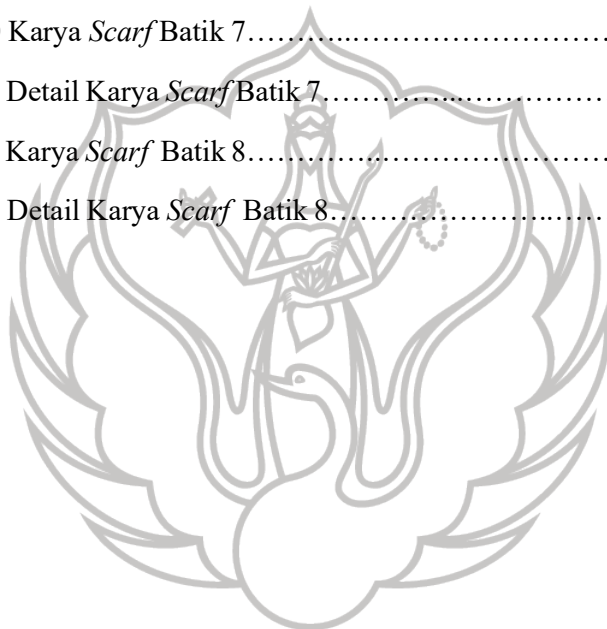 Karya Scarf Batik 7…………..……………………
Detail Karya Scarf Batik 7…………...……………
Karya Scarf Batik 8…………..……………………
Detail Karya Scarf Batik 8…………………..……